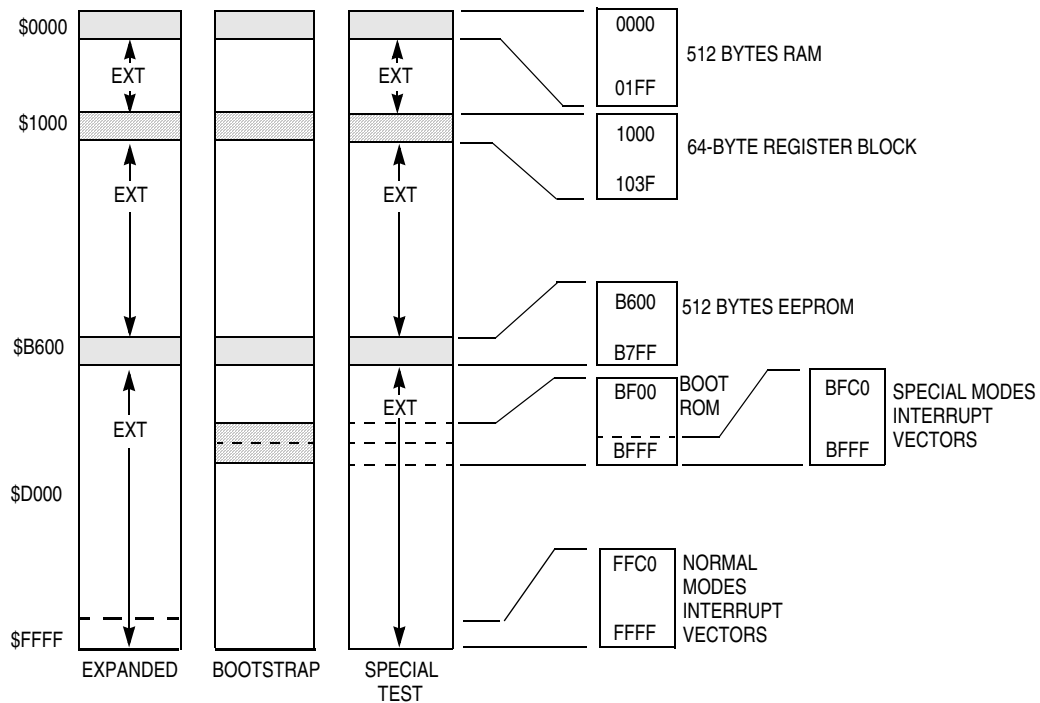 $0000
EXT
EXT
0000
01FF
512 BYTES RAM
$1000
EXT
EXT
1000
103F
64-BYTE REGISTER BLOCK
$B600
B600
B7FF
512 BYTES EEPROM
EXT
EXT
BF00
BFFF
BOOT
ROM
BFC0
BFFF
SPECIAL MODES
INTERRUPT
VECTORS
$D000
FFC0
FFFF
NORMAL
MODES
INTERRUPT
VECTORS
$FFFF
EXPANDED
BOOTSTRAP
SPECIAL
TEST